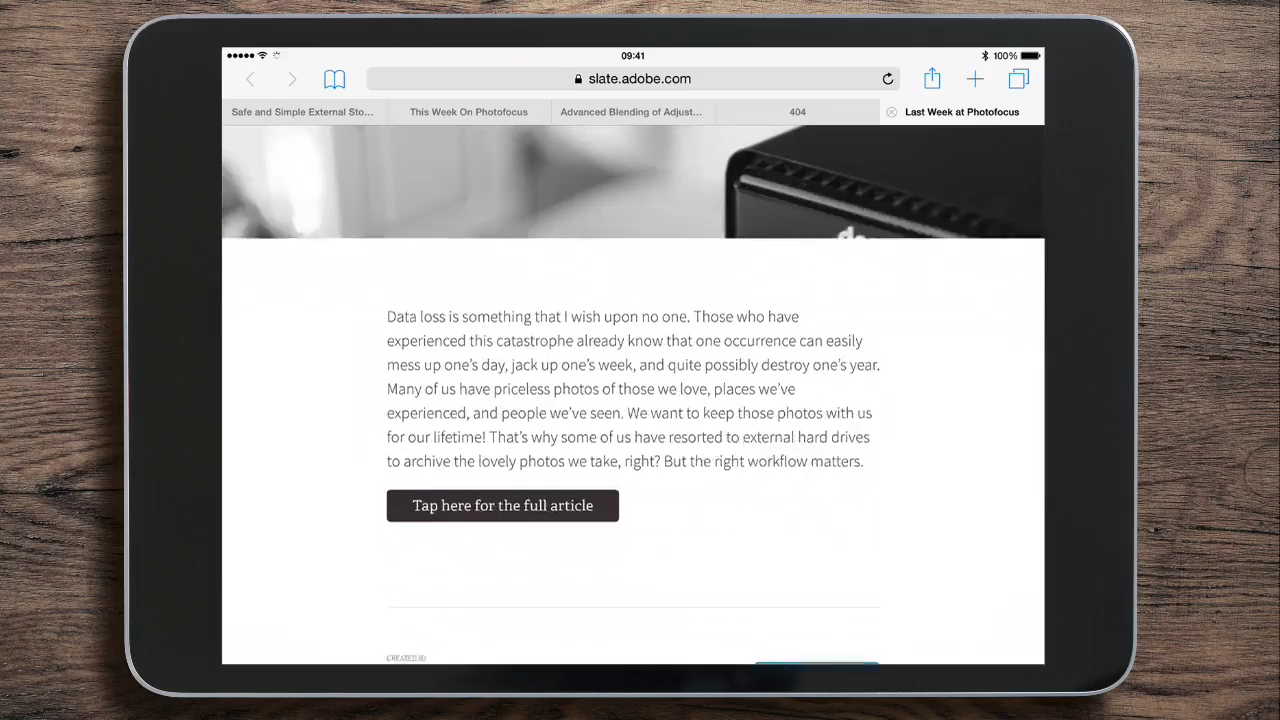 09:41
100%
slate.adobe.com
Safe and Simple External Sto...
This Week On Photofocus
Advanced Blending of Adjust...
404
Last Week at Photofocus
Data loss is something that I wish upon no one. Those who have
experienced this catastrophe already know that one occurrence can easily
mess up one’s day, jack up one’s week, and quite possibly destroy one’s year.
Many of us have priceless photos of those we love, places we’ve
experienced, and people we’ve seen. We want to keep those photos with us
for our lifetime! That’s why some of us have resorted to external hard drives
to archive the lovely photos we take, right? But the right workflow matters.
Tap here for the full article